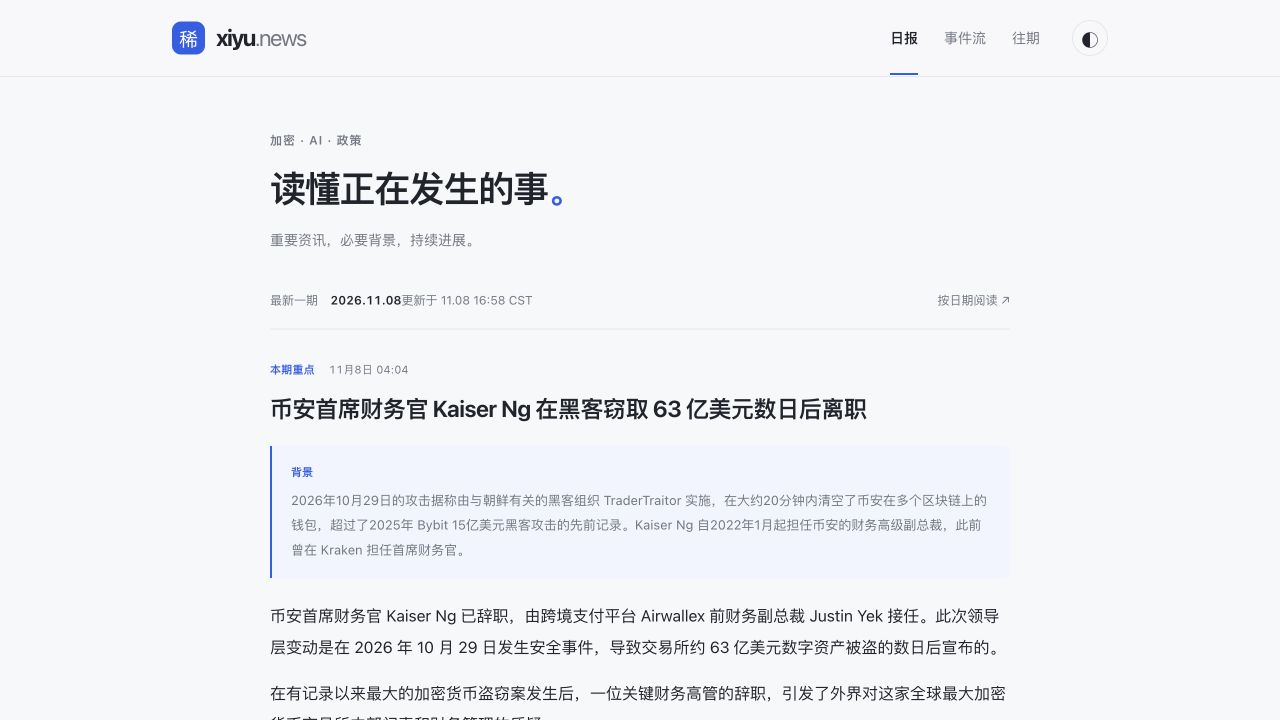 稀 xiyu.news
日报 事件流 往期
加密 · AI · 政策
读懂正在发生的事。
重要资讯，必要背景，持续进展。
最新一期 2026.11.08更新于 11.08 16:58 CST 按日期阅读 ↗
本期重点 11月8日 04:04
币安首席财务官 Kaiser Ng 在黑客窃取 63 亿美元数日后离职
背景
2026年10月29日的攻击据称由与朝鲜有关的黑客组织 TraderTraitor 实施，在大约20分钟内清空了币安在多个区块链上的
钱包，超过了2025年 Bybit 15亿美元黑客攻击的先前记录。Kaiser Ng 自2022年1月起担任币安的财务高级副总裁，此前
曾在 Kraken 担任首席财务官。
币安首席财务官 Kaiser Ng 已辞职，由跨境支付平台 Airwallex 前财务副总裁 Justin Yek 接任。此次领导
层变动是在 2026 年 10 月 29 日发生安全事件，导致交易所约 63 亿美元数字资产被盗的数日后宣布的。
在有记录以来最大的加密货币盗窃案发生后，一位关键财务高管的辞职，引发了外界对这家全球最大加密